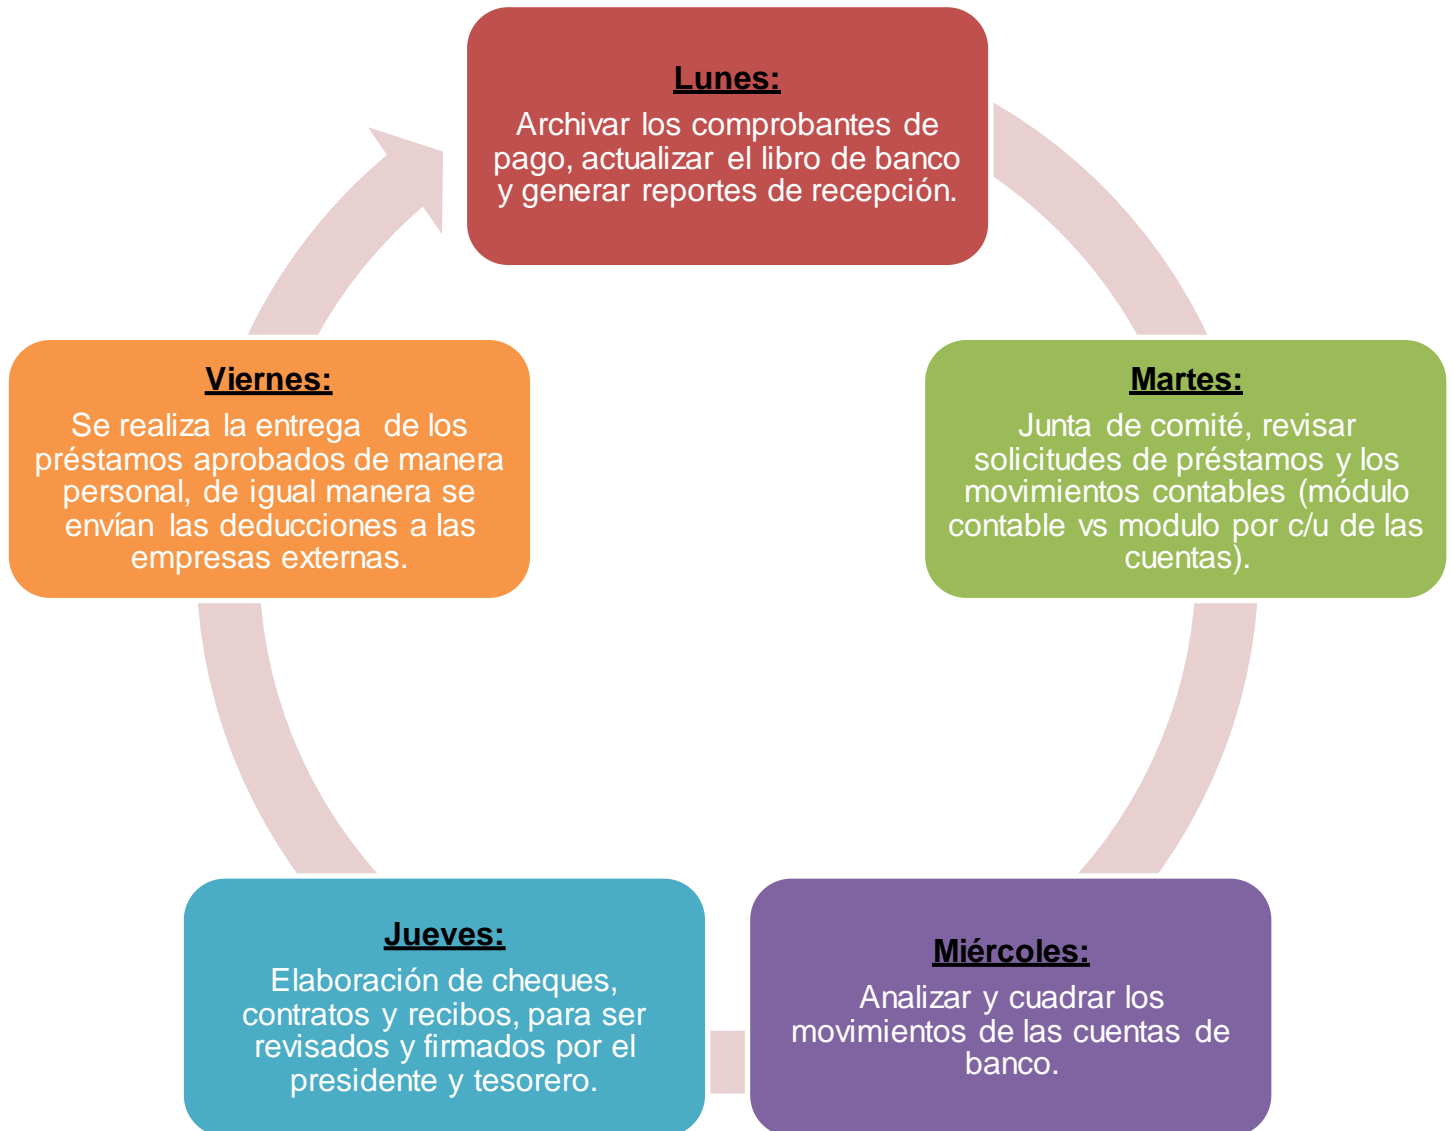 Lunes:
Archivar los comprobantes de
pago, actualizar el libro de banco
y generar reportes de recepción.
Martes:
Junta de comité, revisar
solicitudes de préstamos y los
movimientos contables (módulo
contable vs modulo por c/u de las
cuentas).
Miércoles:
Analizar y cuadrar los
movimientos de las cuentas de
banco.
Jueves:
Elaboración de cheques,
contratos y recibos, para ser
revisados y firmados por el
presidente y tesorero.
Viernes:
Se realiza la entrega de los
préstamos aprobados de manera
personal, de igual manera se
envían las deducciones a las
empresas externas.